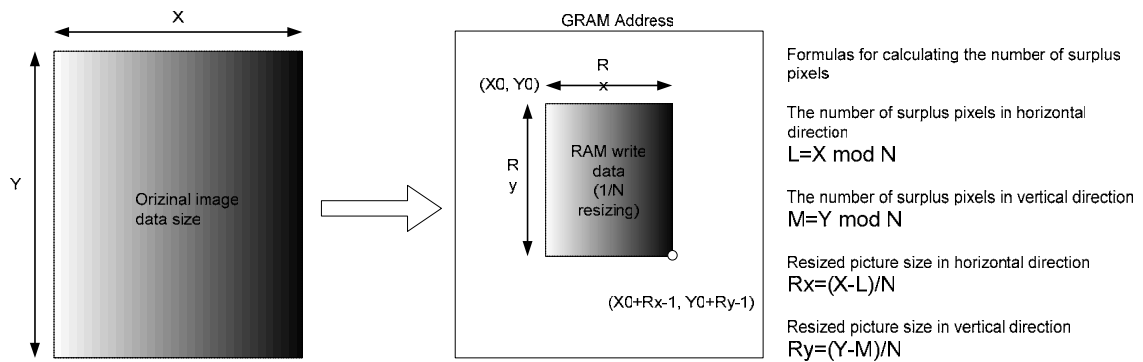 X
Y
Orizinal image
data size
GRAM Address
(X0, Y0)
R
x
R
y
RAM write
data
(1/N
resizing)
(X0+Rx-1, Y0+Ry-1)
Formulas for calculating the number of surplus
pixels
The number of surplus pixels in horizontal
direction
L=X mod N
The number of surplus pixels in vertical direction
M=Y mod N
Resized picture size in horizontal direction
Rx=(X-L)/N
Resized picture size in vertical direction
Ry=(Y-M)/N